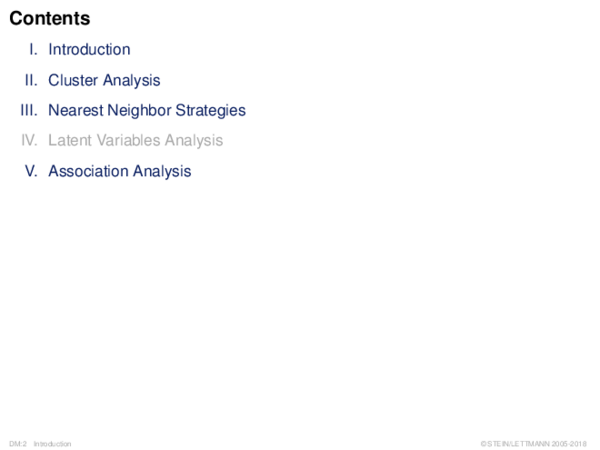 Contents
I. Introduction
II. Cluster Analysis
III. Nearest Neighbor Strategies
IV. Latent Variables Analysis
V. Association Analysis
DM:2 Introduction
©STEIN/LETTMANN 2005-2018